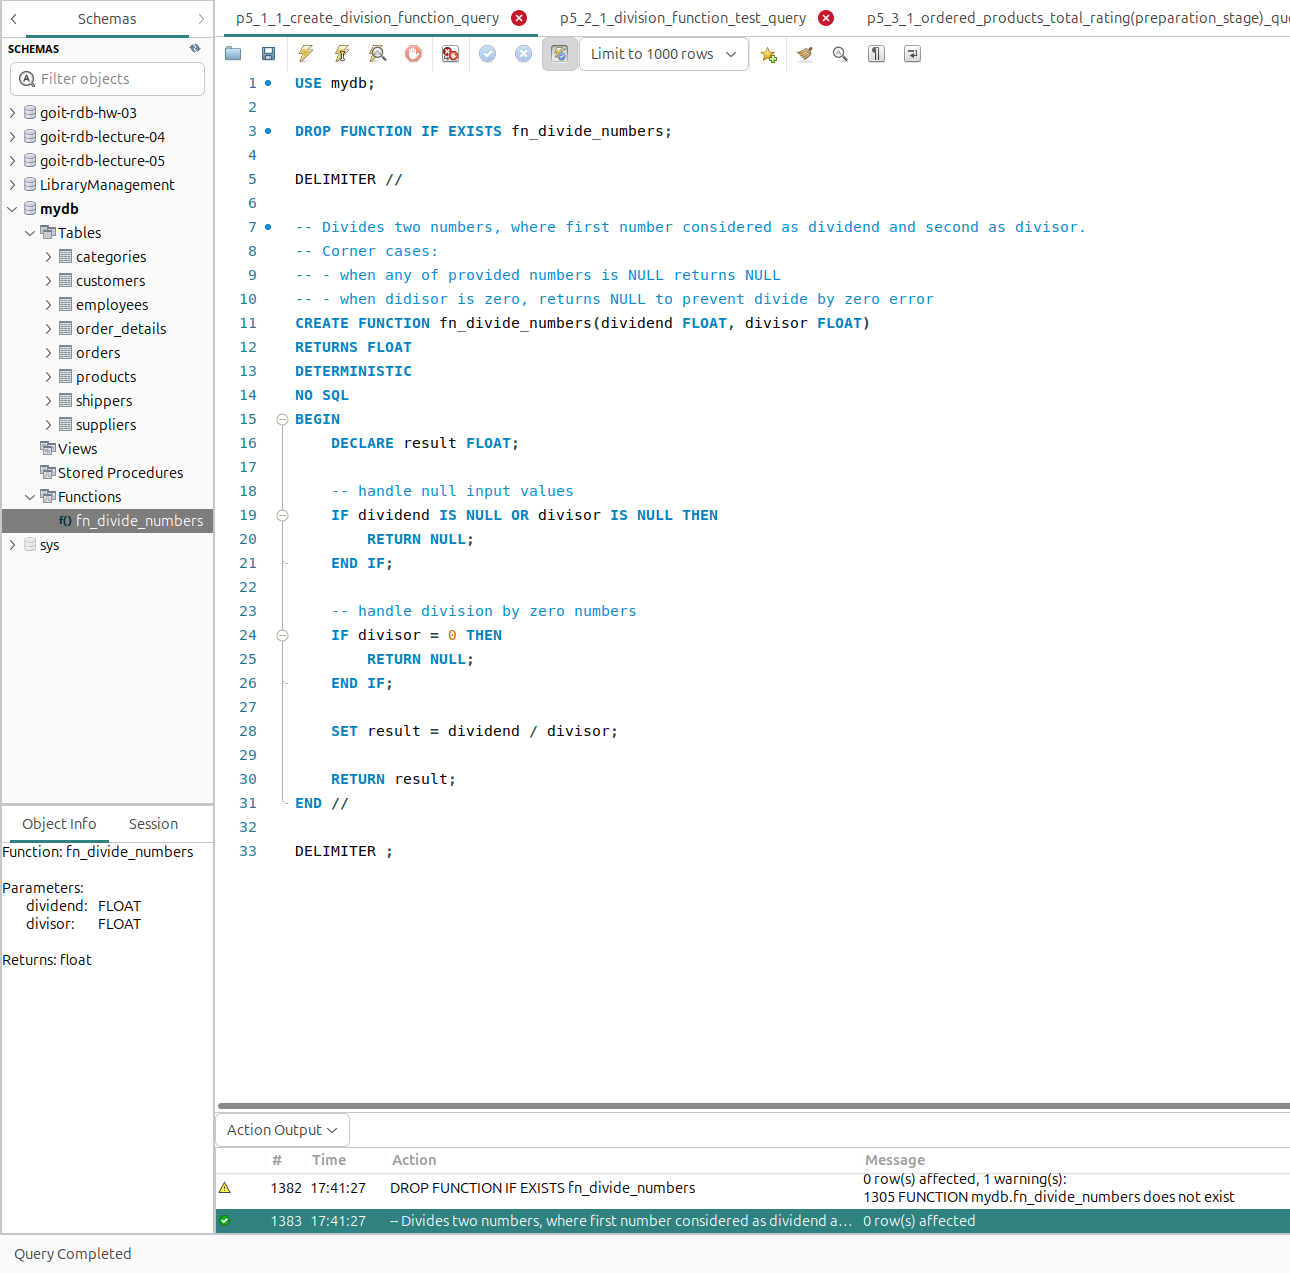 Schemas
SCHEMAS
Filter objects
goit-rdb-hw-03
goit-rdb-lecture-04
goit-rdb-lecture-05
LibraryManagement
mydb
Tables
categories
customers
employees
order_details
orders
products
shippers
suppliers
Views
Stored Procedures
Functions
f() fn_divide_numbers
sys
Object Info Session
Function: fn_divide_numbers
Parameters:
dividend: FLOAT
divisor: FLOAT
Returns: float
p5_1_1_create_division_function_query p5_2_1_division_function_test_query p5_3_1_ordered_products_total_rating(preparation_stage)_qu
Limit to 1000 rows
1 USE mydb;
2
3 DROP FUNCTION IF EXISTS fn_divide_numbers;
4
5 DELIMITER //
6
7 -- Divides two numbers, where first number considered as dividend and second as divisor.
8 -- Corner cases:
9 -- - when any of provided numbers is NULL returns NULL
10 -- - when didisor is zero, returns NULL to prevent divide by zero error
11 CREATE FUNCTION fn_divide_numbers(dividend FLOAT, divisor FLOAT)
12 RETURNS FLOAT
13 DETERMINISTIC
14 NO SQL
15 BEGIN
16 DECLARE result FLOAT;
17
18 -- handle null input values
19 IF dividend IS NULL OR divisor IS NULL THEN
20 RETURN NULL;
21 END IF;
22
23 -- handle division by zero numbers
24 IF divisor = 0 THEN
25 RETURN NULL;
26 END IF;
27
28 SET result = dividend / divisor;
29
30 RETURN result;
31 END //
32
33 DELIMITER ;
Action Output
# Time Action Message
1382 17:41:27 DROP FUNCTION IF EXISTS fn_divide_numbers 0 row(s) affected, 1 warning(s):
1305 FUNCTION mydb.fn_divide_numbers does not exist
1383 17:41:27 -- Divides two numbers, where first number considered as dividend a... 0 row(s) affected
Query Completed